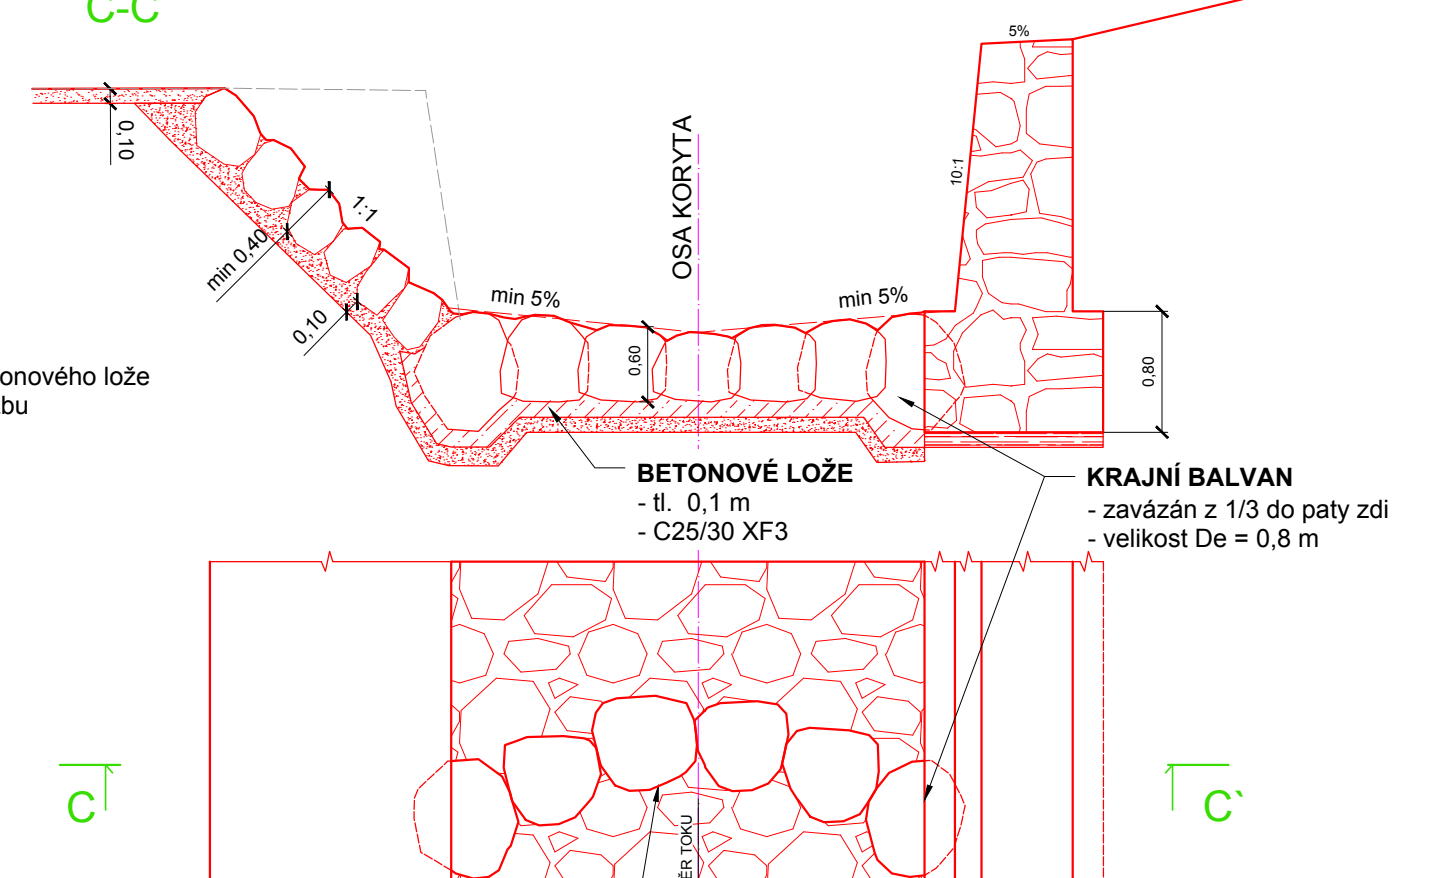 C-C
5%
0,10
OSA KORYTA
10:1
1:1
min 0,40
min 5%
min 5%
0,10
0,60
0,80
lože
BETONOVÉ LOŽE
- tl. 0,1 m
- C25/30 XF3
KRAJNÍ BALVAN
- zavázán z 1/3 do paty zdi
- velikost De = 0,8 m
C
C`
TOKU